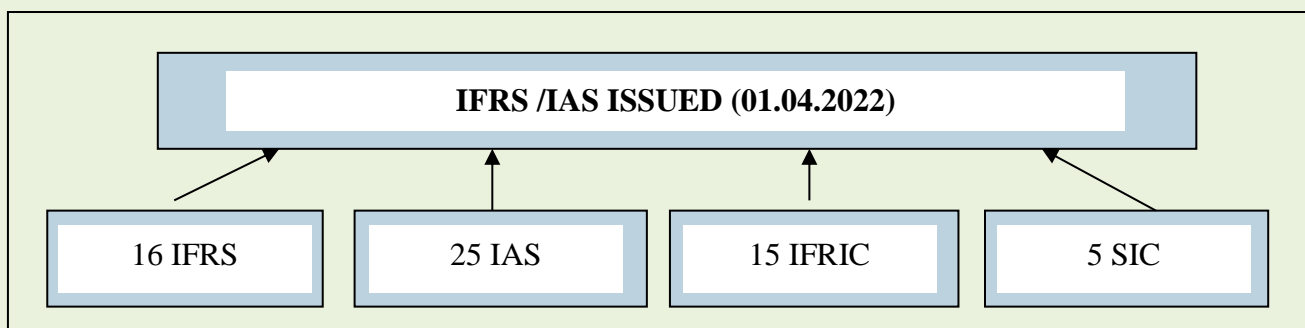 IFRS /IAS ISSUED (01.04.2022)
16 IFRS
25 IAS
15 IFRIC
5 SIC